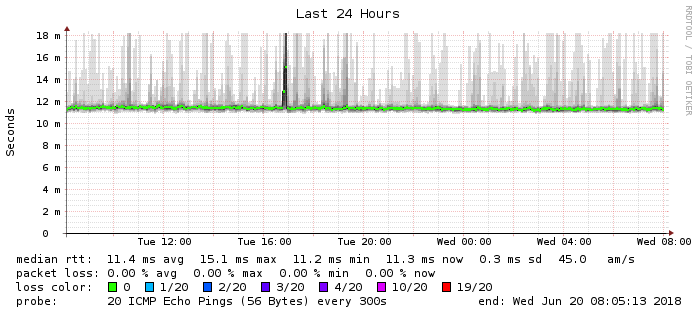 Last 24 Hours
RRDTOOL / TOBI OETIKER
Seconds
18 m
16 m
14 m
12 m
10 m
8 m
6 m
4 m
2 m
0
Tue 12:00 Tue 16:00 Tue 20:00 Wed 00:00 Wed 04:00 Wed 08:00
median rtt: 11.4 ms avg 15.1 ms max 11.2 ms min 11.3 ms now 0.3 ms sd 45.0 am/s
packet loss: 0.00 % avg 0.00 % max 0.00 % min 0.00 % now
loss color: 0 1/20 2/20 3/20 4/20 10/20 19/20
probe: 20 ICMP Echo Pings (56 Bytes) every 300s end: Wed Jun 20 08:05:13 2018